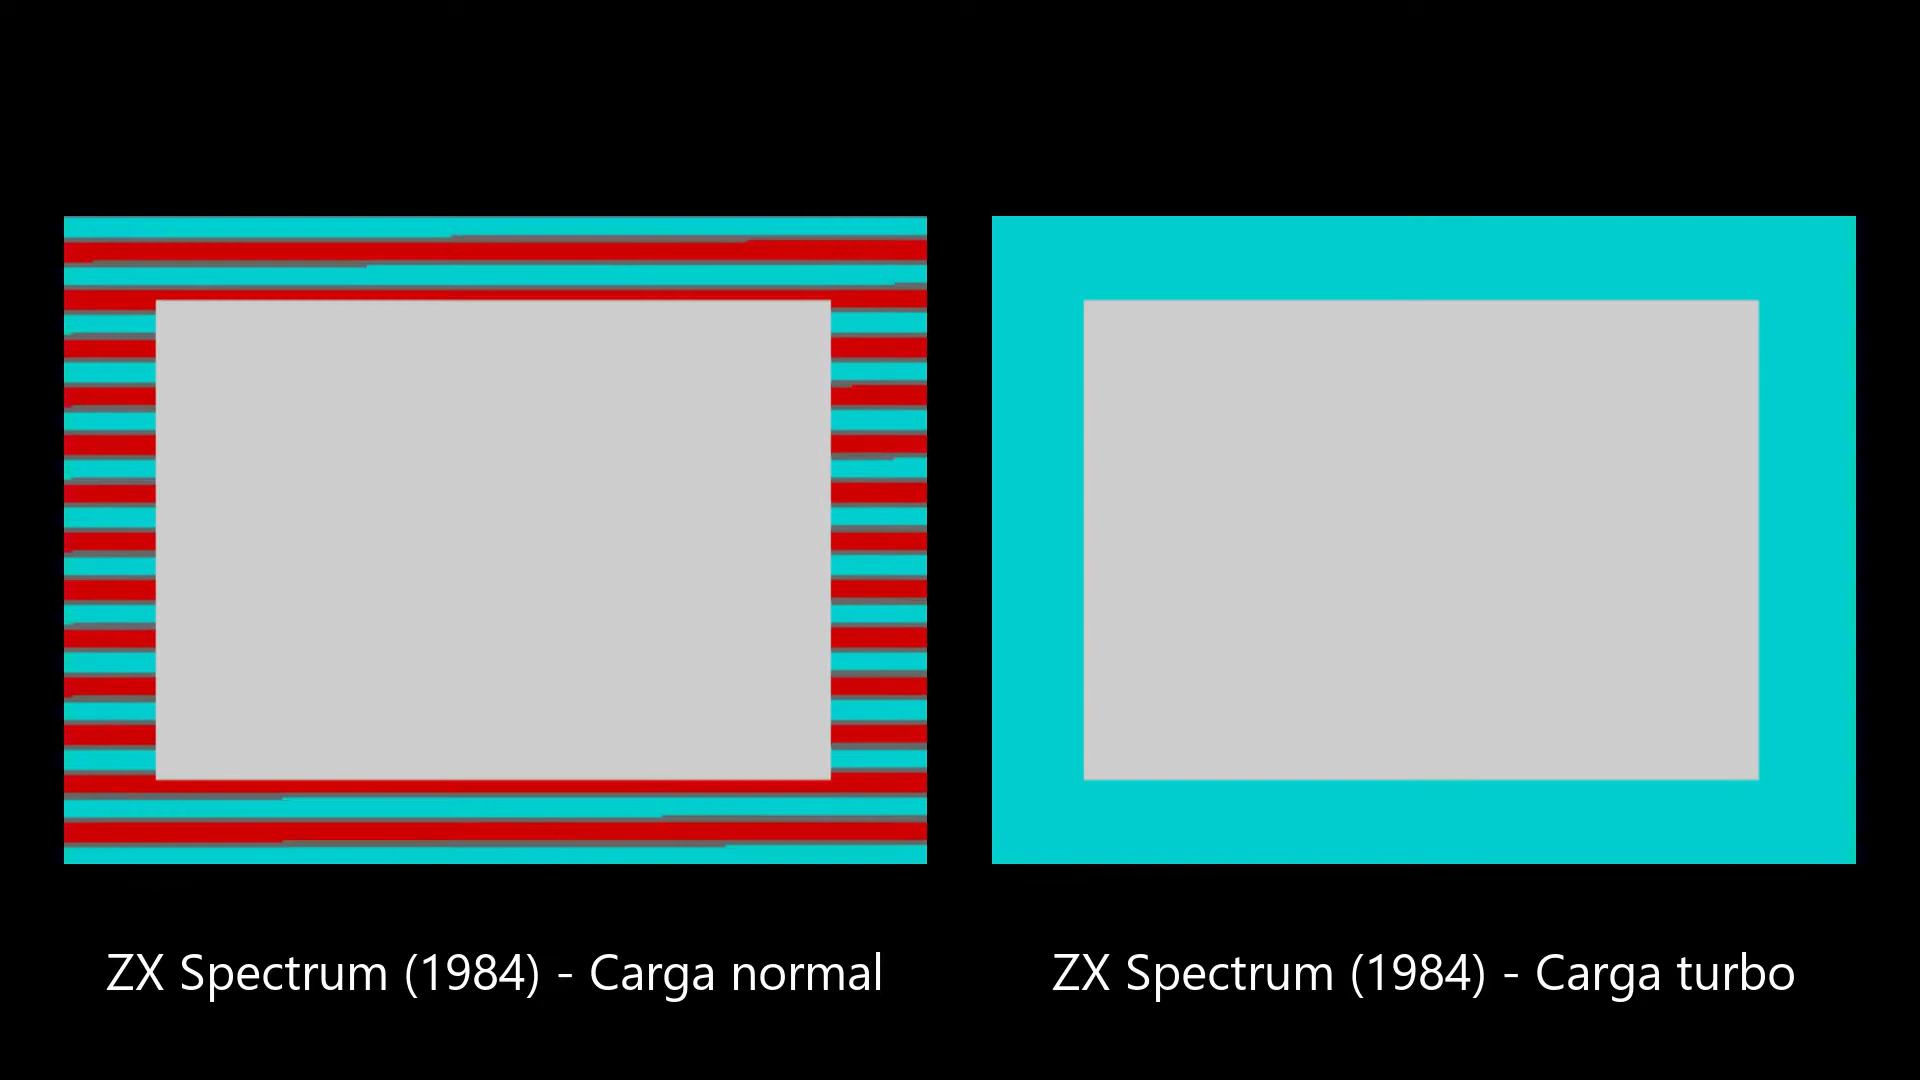 ZX Spectrum (1984) - Carga normal
ZX Spectrum (1984) - Carga turbo